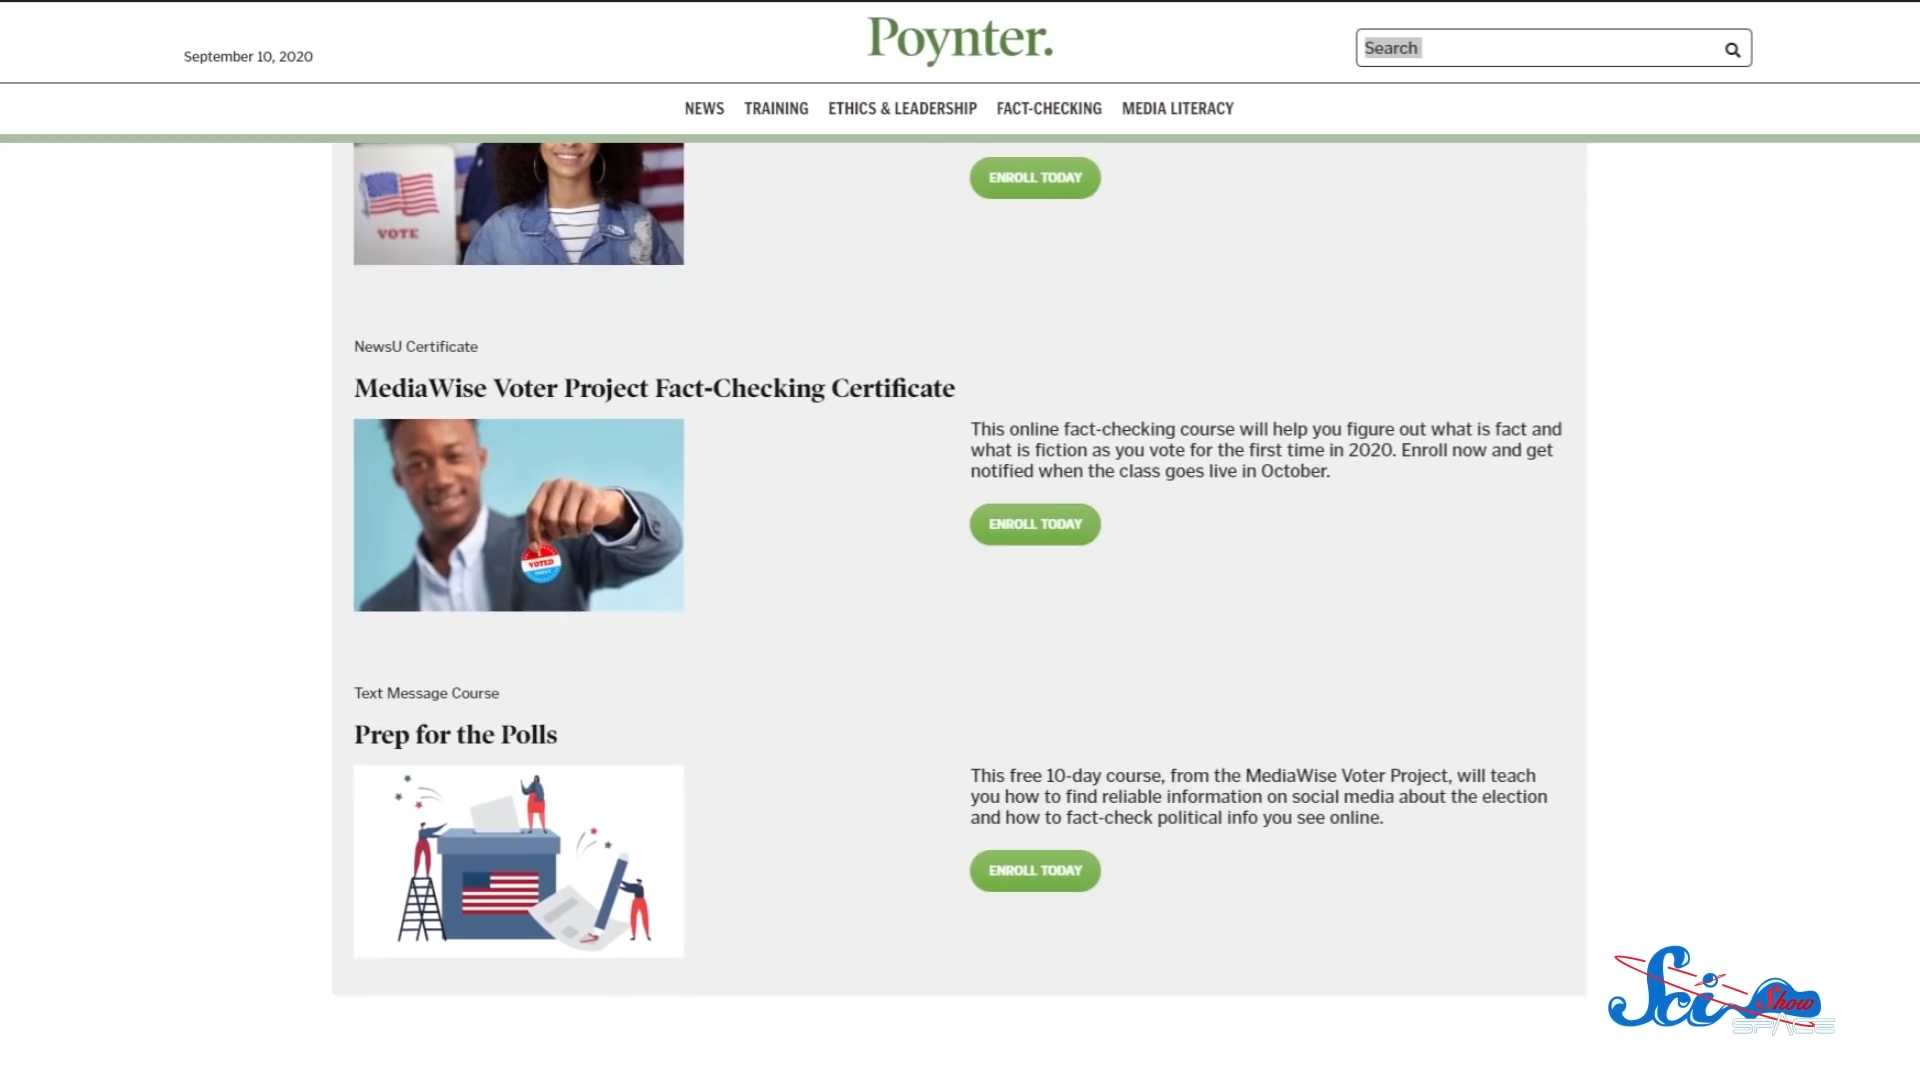 September 10, 2020
Poynter.
Search
NEWS TRAINING ETHICS & LEADERSHIP FACT-CHECKING MEDIA LITERACY
VOTE
ENROLL TODAY
NewsU Certificate
MediaWise Voter Project Fact-Checking Certificate
VOTED
This online fact-checking course will help you figure out what is fact and
what is fiction as you vote for the first time in 2020. Enroll now and get
notified when the class goes live in October.
ENROLL TODAY
Text Message Course
Prep for the Polls
This free 10-day course, from the MediaWise Voter Project, will teach
you how to find reliable information on social media about the election
and how to fact-check political info you see online.
ENROLL TODAY
Sci Show
SPACE